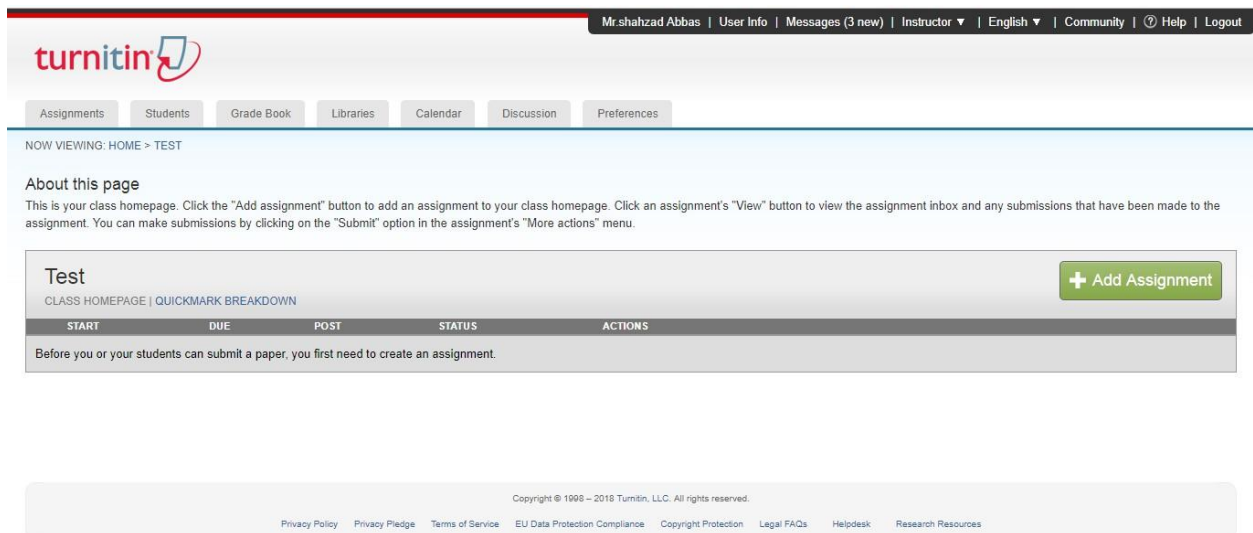 Mr.shahzad Abbas | User Info | Messages (3 new) | Instructor ▼ | English ▼ | Community | ? Help | Logout
turnitin
Assignments Students Grade Book Libraries Calendar Discussion Preferences
NOW VIEWING: HOME > TEST
About this page
This is your class homepage. Click the "Add assignment" button to add an assignment to your class homepage. Click an assignment's "View" button to view the assignment inbox and any submissions that have been made to the
assignment. You can make submissions by clicking on the "Submit" option in the assignment's "More actions" menu.
Test
+ Add Assignment
CLASS HOMEPAGE | QUICKMARK BREAKDOWN
START DUE POST STATUS ACTIONS
Before you or your students can submit a paper, you first need to create an assignment.
Copyright © 1998 – 2018 Turnitin, LLC. All rights reserved.
Privacy Policy Privacy Pledge Terms of Service EU Data Protection Compliance Copyright Protection Legal FAQs Helpdesk Research Resources